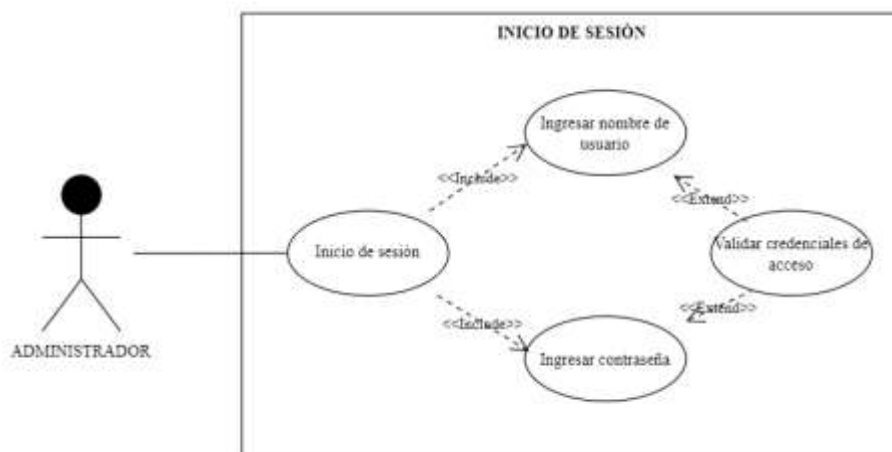 INICIO DE SESIÓN
Ingresar nombre de
usuario
<<Include>>
<<Extend>>
Inicio de sesión
Validar credenciales de
acceso
<<Include>>
<<Extend>>
Ingresar contraseña
ADMINISTRADOR